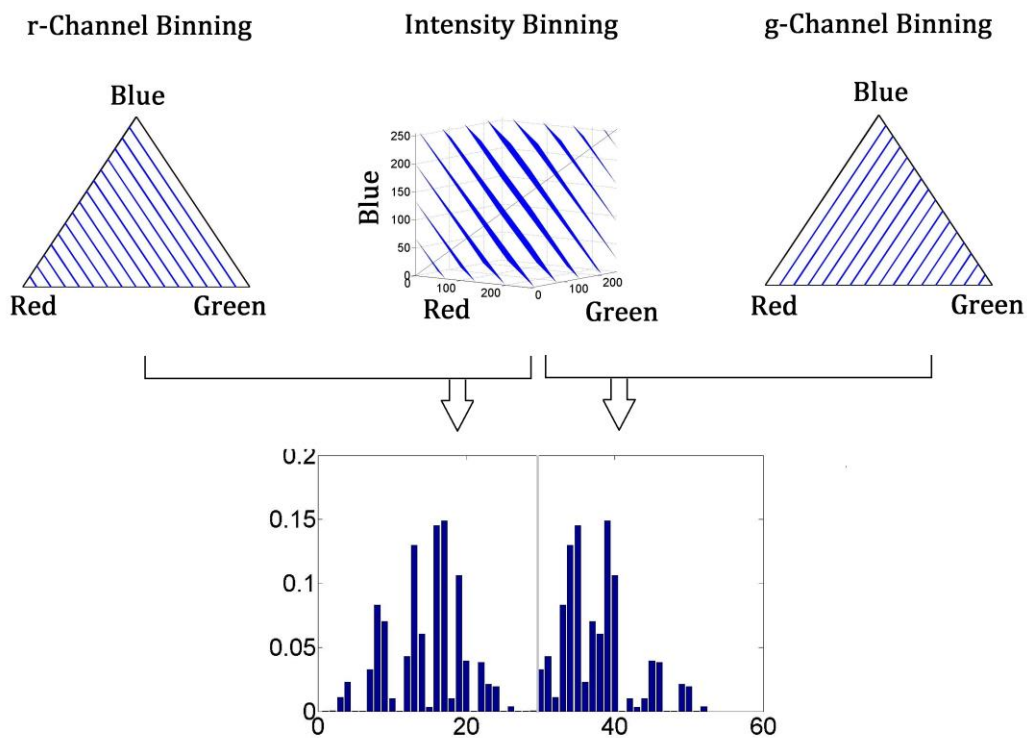 r-Channel Binning
Intensity Binning
g-Channel Binning
Blue
Red Green
250
200
150
100
50
0
Blue
0 100 200
Red
0 100 200
Green
Blue
Red Green
0.2
0.15
0.1
0.05
0
0 20 40 60